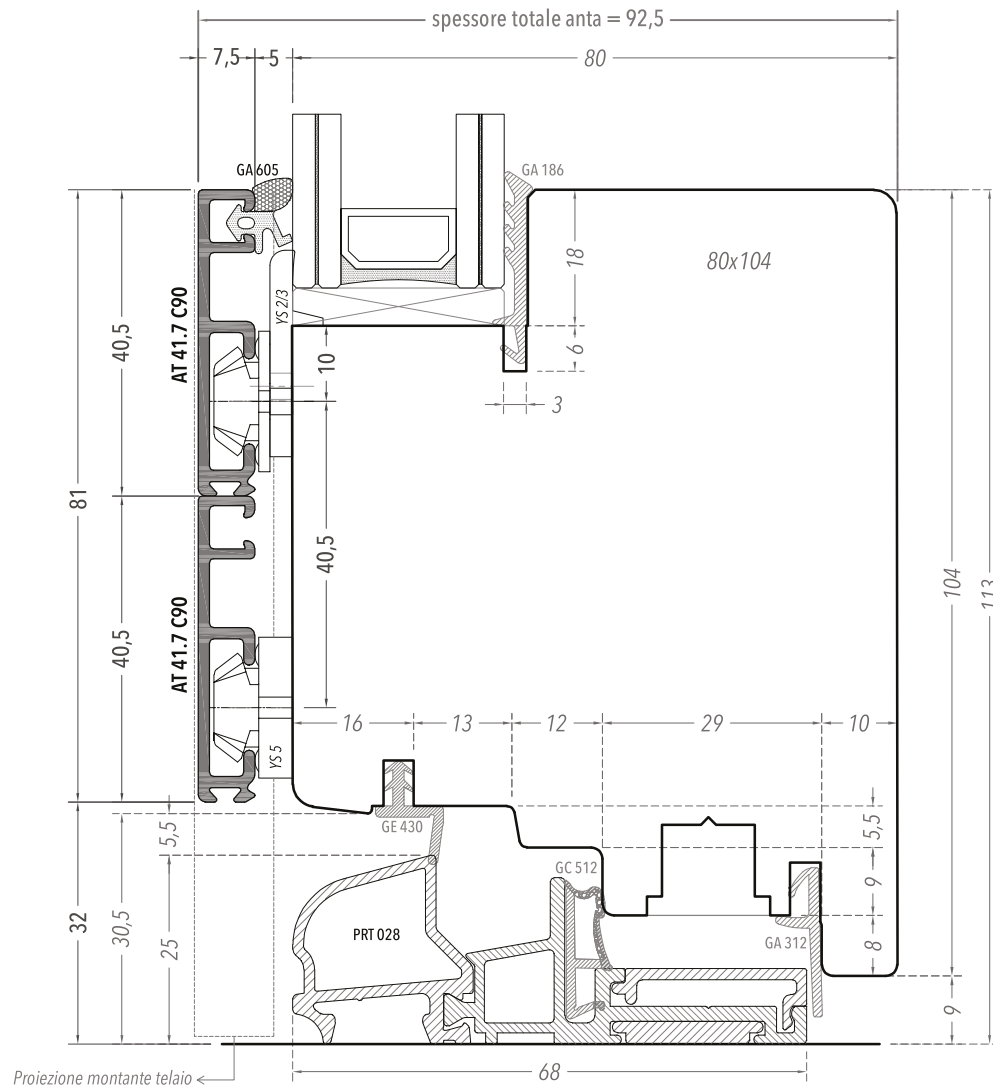 spessore totale anta = 92,5
7,5
5
80
GA 605
GA 186
80x104
18
YS 2/3
AT 41.7 C90
40,5
10
6
3
81
40,5
104
113
40,5
AT 41.7 C90
16
13
12
29
10
YS 5
5,5
GE 430
5,5
GC 512
9
32
30,5
25
PRT 028
GA 312
8
9
68
Proiezione montante telaio